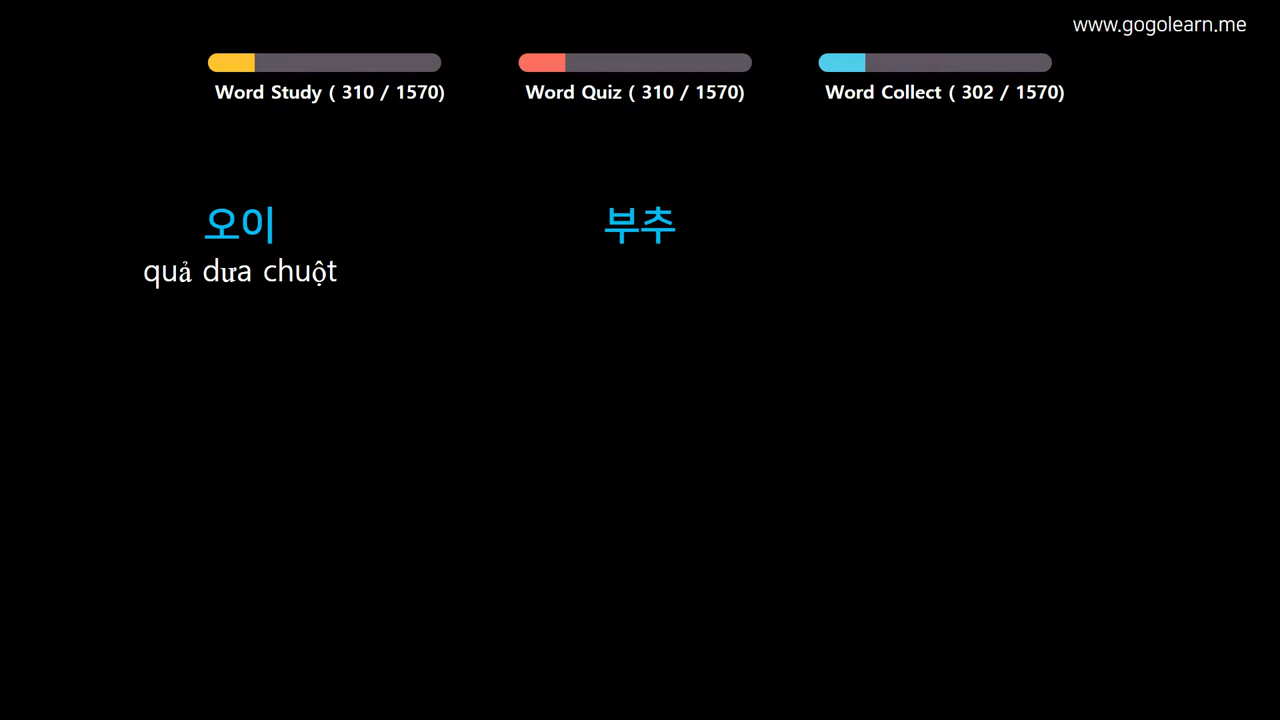 www.gogolearn.me
Word Study ( 310 / 1570)
Word Quiz ( 310 / 1570)
Word Collect ( 302 / 1570)
오이
부추
quả dưa chuột